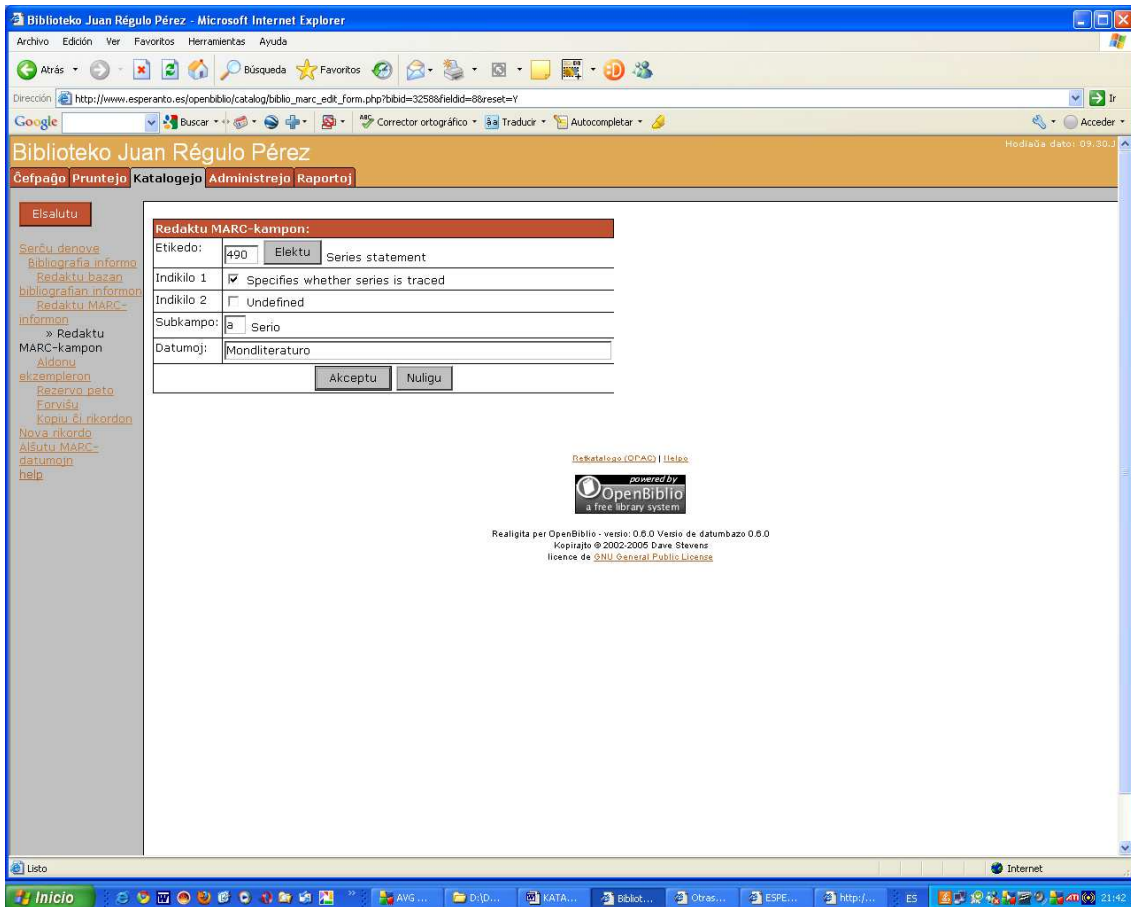 Biblioteko Juan Régulo Pérez - Microsoft Internet Explorer
Archivo Edición Ver Favoritos Herramientas Ayuda
Atrás Búsqueda Favoritos
Dirección http://www.esperanto.es/openbiblio/catalog/biblio_marc_edit_form.php?bibid=3258&fieldid=8&reset=Y Ir
Google Buscar Corrector ortográfico Traducir Autocompletar Acceder
Biblioteko Juan Régulo Pérez
Hodiaŭa dato: 09.30.
Ĉefpaĝo Pruntejo Katalogejo Administrejo Raportoj
Elsalutu
Serĉu denove
Bibliografia informo
Redaktu bazan
bibliografian informon
Redaktu MARC-
informon
» Redaktu
MARC-kampon
Aldonu
ekzempleron
Rezervo peto
Forviŝu
Kopiu ĉi rikordon
Nova rikordo
Alŝutu MARC-
datumojn
help
Redaktu MARC-kampon:
Etikedo: 490 Elektu Series statement
Indikilo 1 Specifies whether series is traced
Indikilo 2 Undefined
Subkampo: a Serio
Datumoj: Mondliteraturo
Akceptu Nuligu
Retkatalogo (OPAC) | Helpo
powered by
OpenBiblio
a free library system
Realigita per OpenBiblio - versio: 0.6.0 Versio de datumbazo 0.6.0
Kopirajto © 2002-2005 Dave Stevens
licence de GNU General Public License
Listo Internet
Inicio AVG ... D:\D... KATA... Bibliot... Otras... ESPE... http:/... ES 21:42